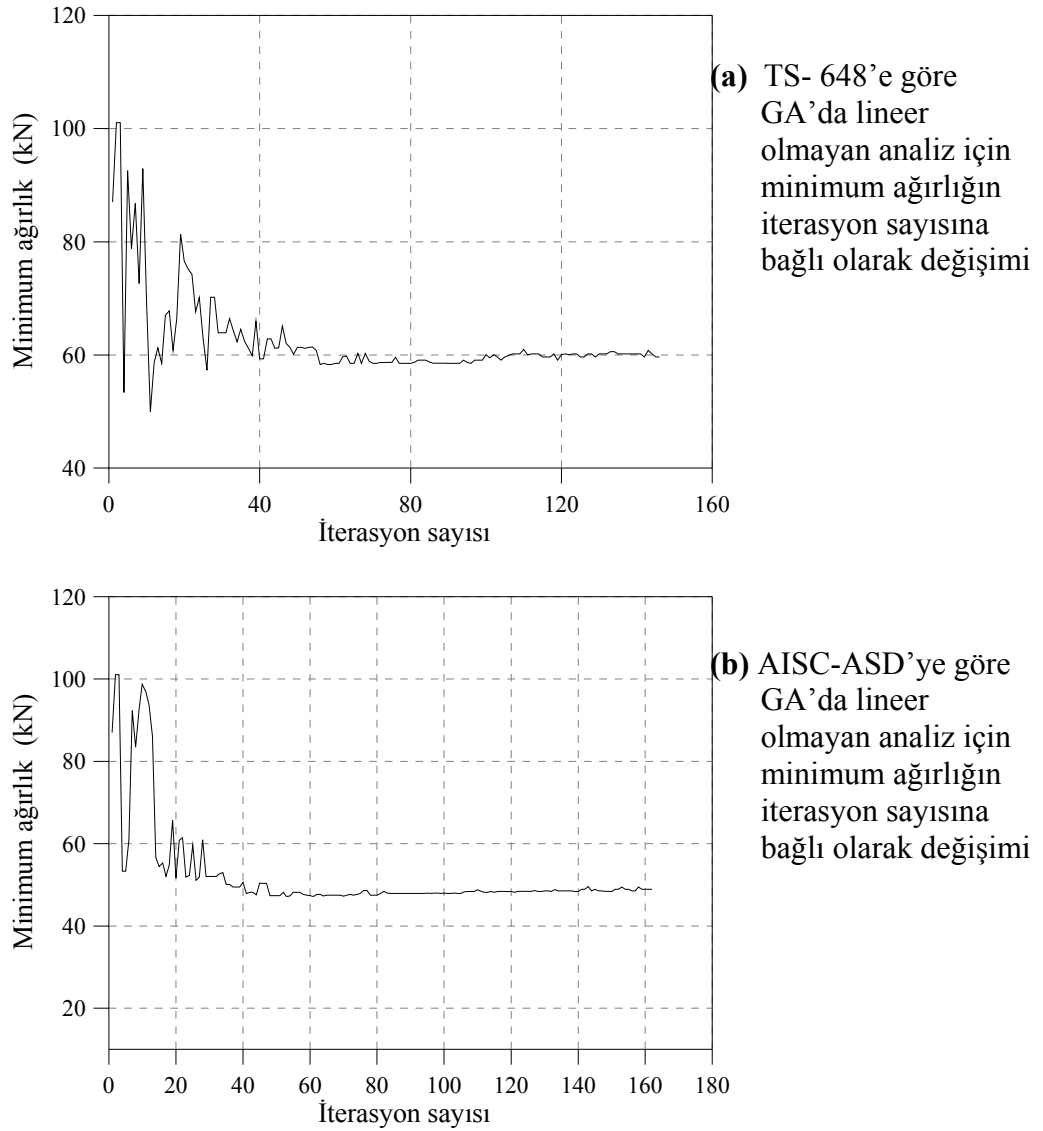 120
100
80
60
40
Minimum ağırlık (kN)
0 40 80 120 160
İterasyon sayısı
(a) TS- 648’e göre
GA’da lineer
olmayan analiz için
minimum ağırlığın
iterasyon sayısına
bağlı olarak değişimi
120
100
80
60
40
20
Minimum ağırlık (kN)
0 20 40 60 80 100 120 140 160 180
İterasyon sayısı
(b) AISC-ASD’ye göre
GA’da lineer
olmayan analiz için
minimum ağırlığın
iterasyon sayısına
bağlı olarak değişimi